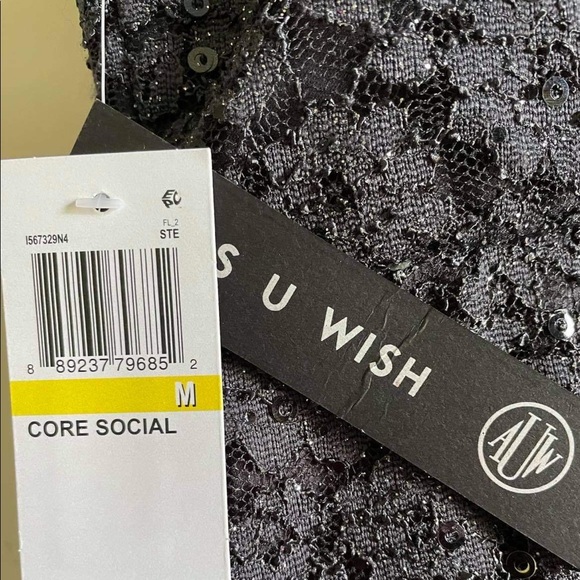 I567329N4
FL_2
STE
8 89237 79685 2
M
CORE SOCIAL
S U WISH
AUW